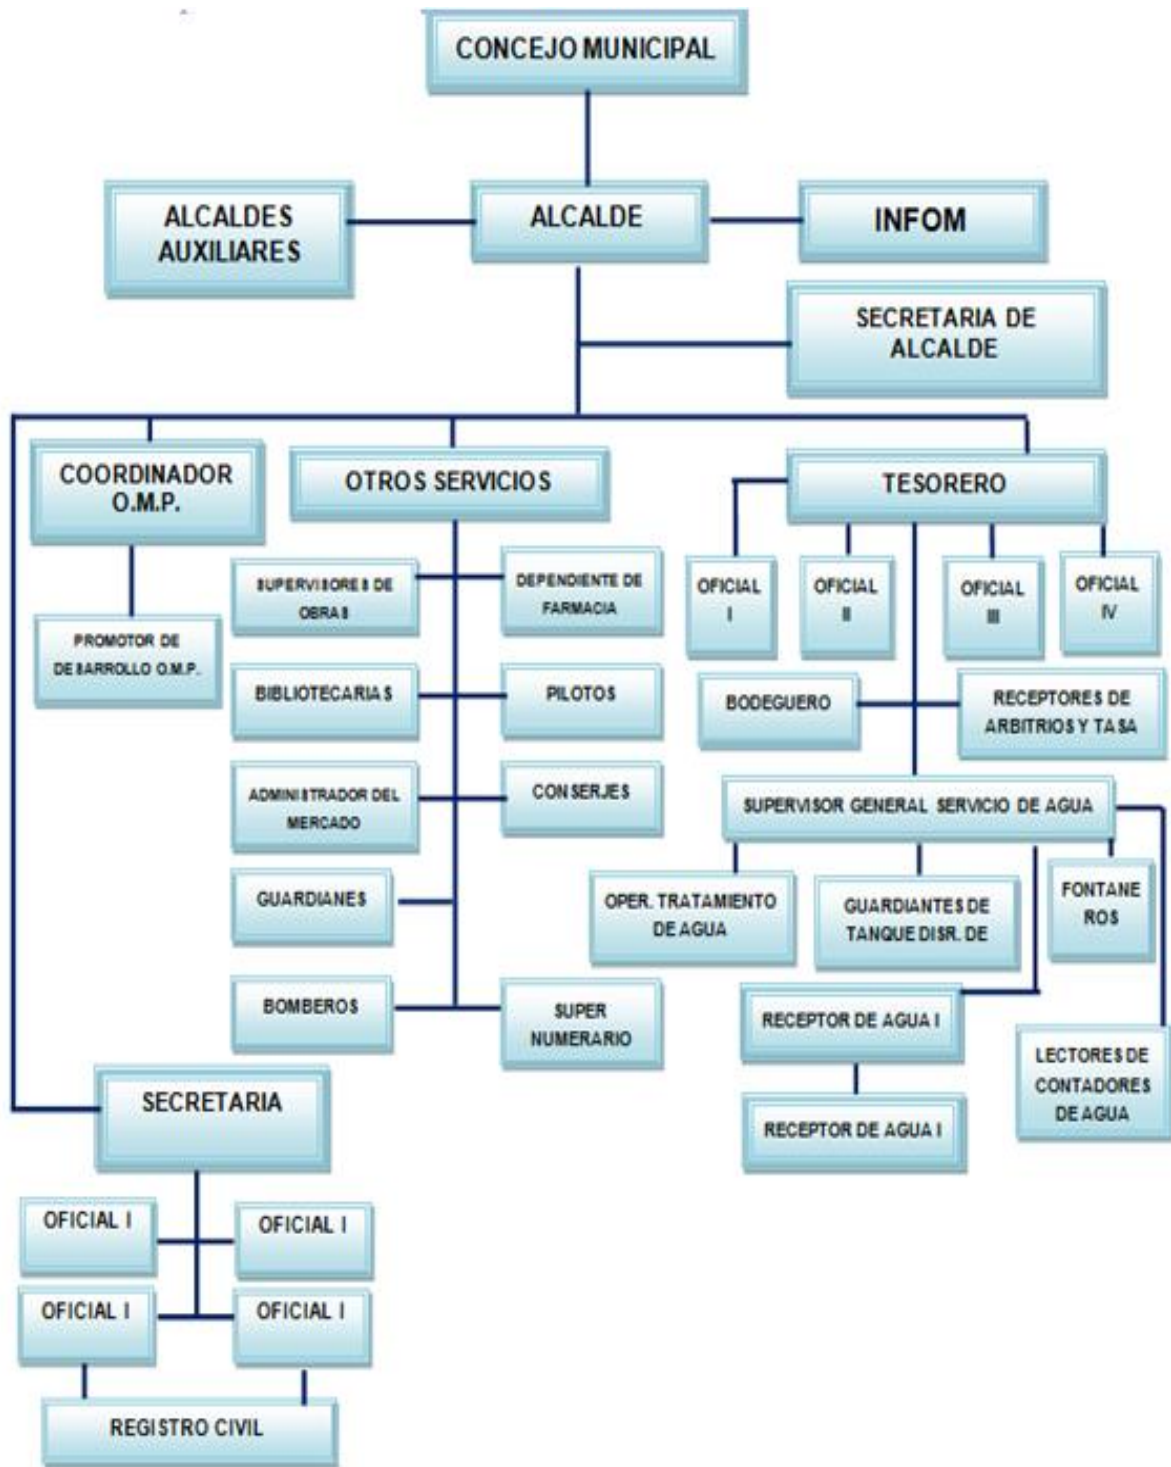 CONCEJO MUNICIPAL
ALCALDES
AUXILIARES
ALCALDE
INFOM
SECRETARIA DE
ALCALDE
COORDINADOR
O.M.P.
OTROS SERVICIOS
TESORERO
PROMOTOR DE
DESARROLLO O.M.P.
SUPERVISORES DE
OBRAS
DEPENDIENTE DE
FARMACIA
BIBLIOTECARIAS
PILOTOS
ADMINISTRADOR DEL
MERCADO
CONSERJES
GUARDIANES
BOMBEROS
SUPER
NUMERARIO
OFICIAL
I
OFICIAL
II
OFICIAL
III
OFICIAL
IV
BODEGUERO
RECEPTORES DE
ARBITRIOS Y TASA
SUPERVISOR GENERAL SERVICIO DE AGUA
OPER. TRATAMIENTO
DE AGUA
GUARDIANTES DE
TANQUE DISR. DE
FONTANE
ROS
RECEPTOR DE AGUA I
RECEPTOR DE AGUA I
LECTORES DE
CONTADORES
DE AGUA
SECRETARIA
OFICIAL I
OFICIAL I
OFICIAL I
OFICIAL I
REGISTRO CIVIL